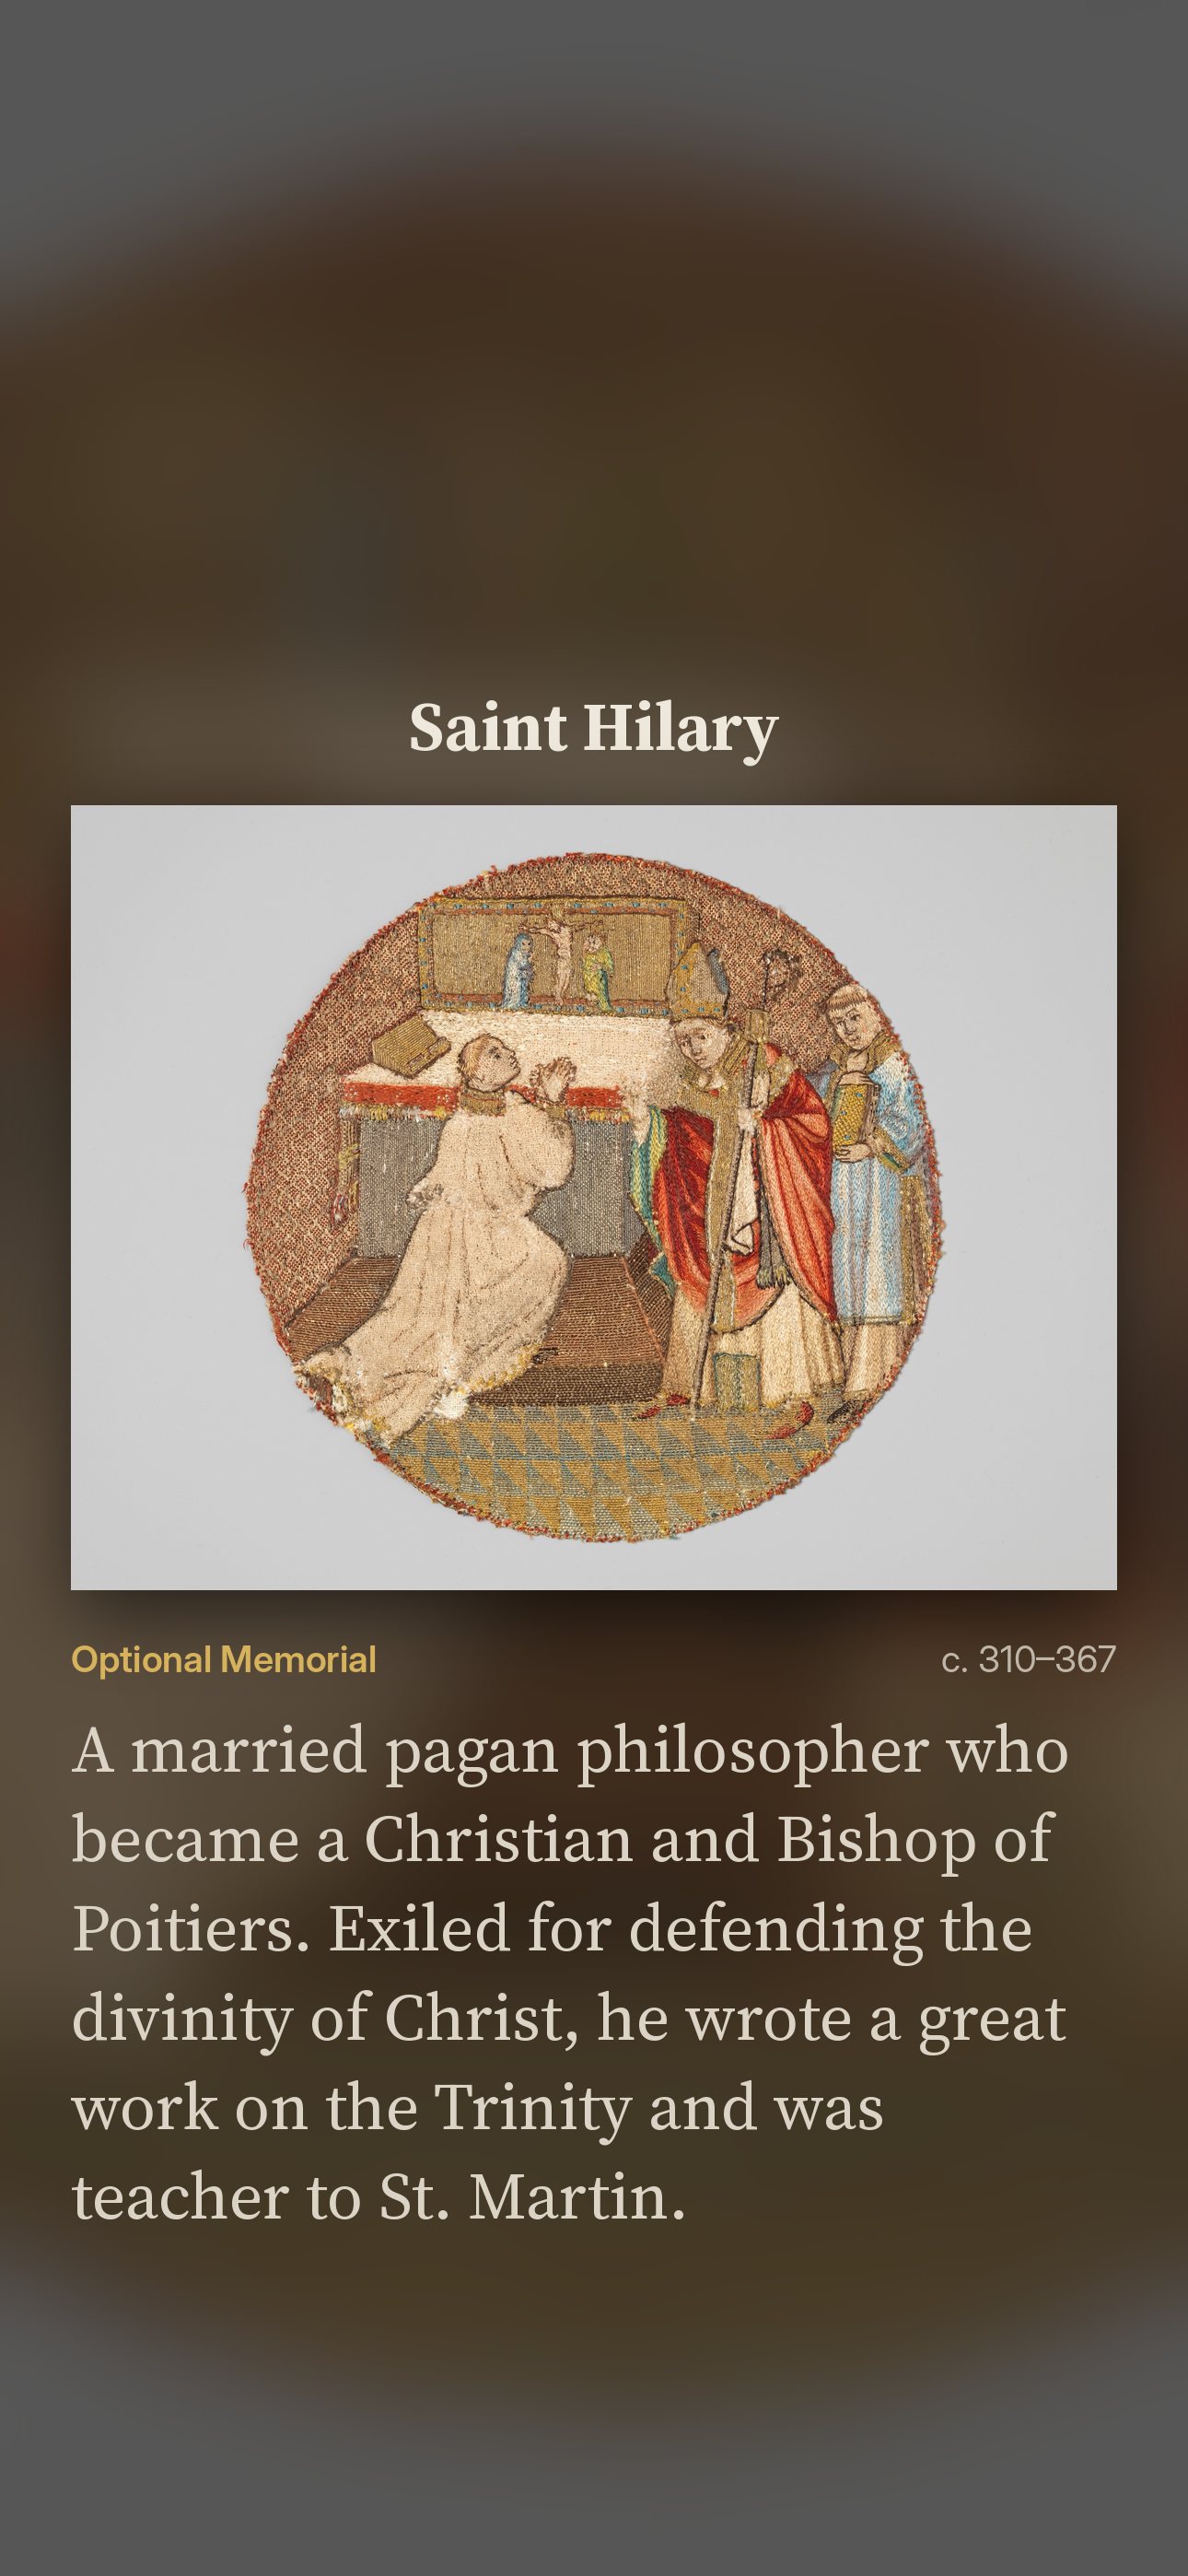 Saint Hilary
Optional Memorial
c. 310–367
A married pagan philosopher who
became a Christian and Bishop of
Poitiers. Exiled for defending the
divinity of Christ, he wrote a great
work on the Trinity and was
teacher to St. Martin.